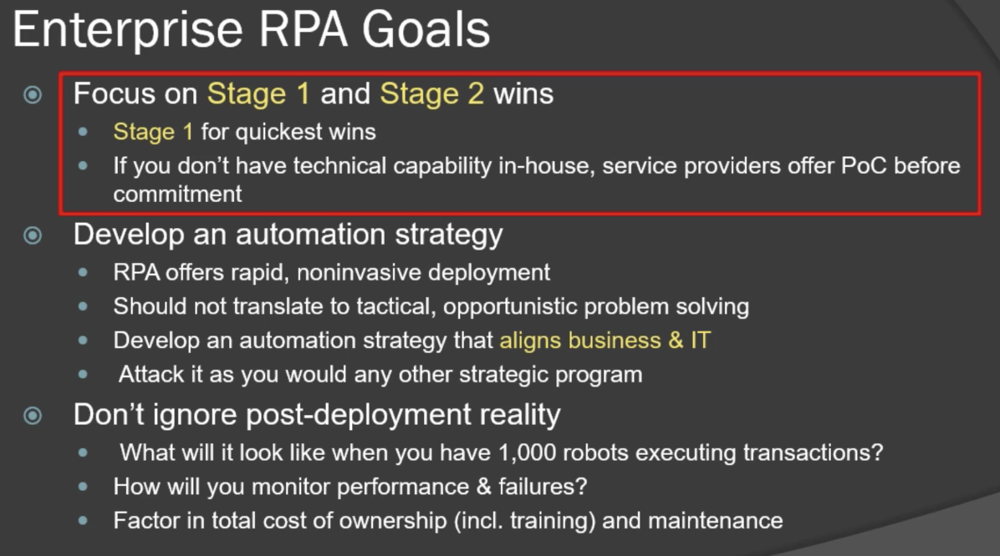 Enterprise RPA Goals
Focus on Stage 1 and Stage 2 wins
Stage 1 for quickest wins
If you don't have technical capability in-house, service providers offer PoC before
commitment
Develop an automation strategy
RPA offers rapid, noninvasive deployment
Should not translate to tactical, opportunistic problem solving
Develop an automation strategy that aligns business & IT
Attack it as you would any other strategic program
Don't ignore post-deployment reality
What will it look like when you have 1,000 robots executing transactions?
How will you monitor performance & failures?
Factor in total cost of ownership (incl. training) and maintenance